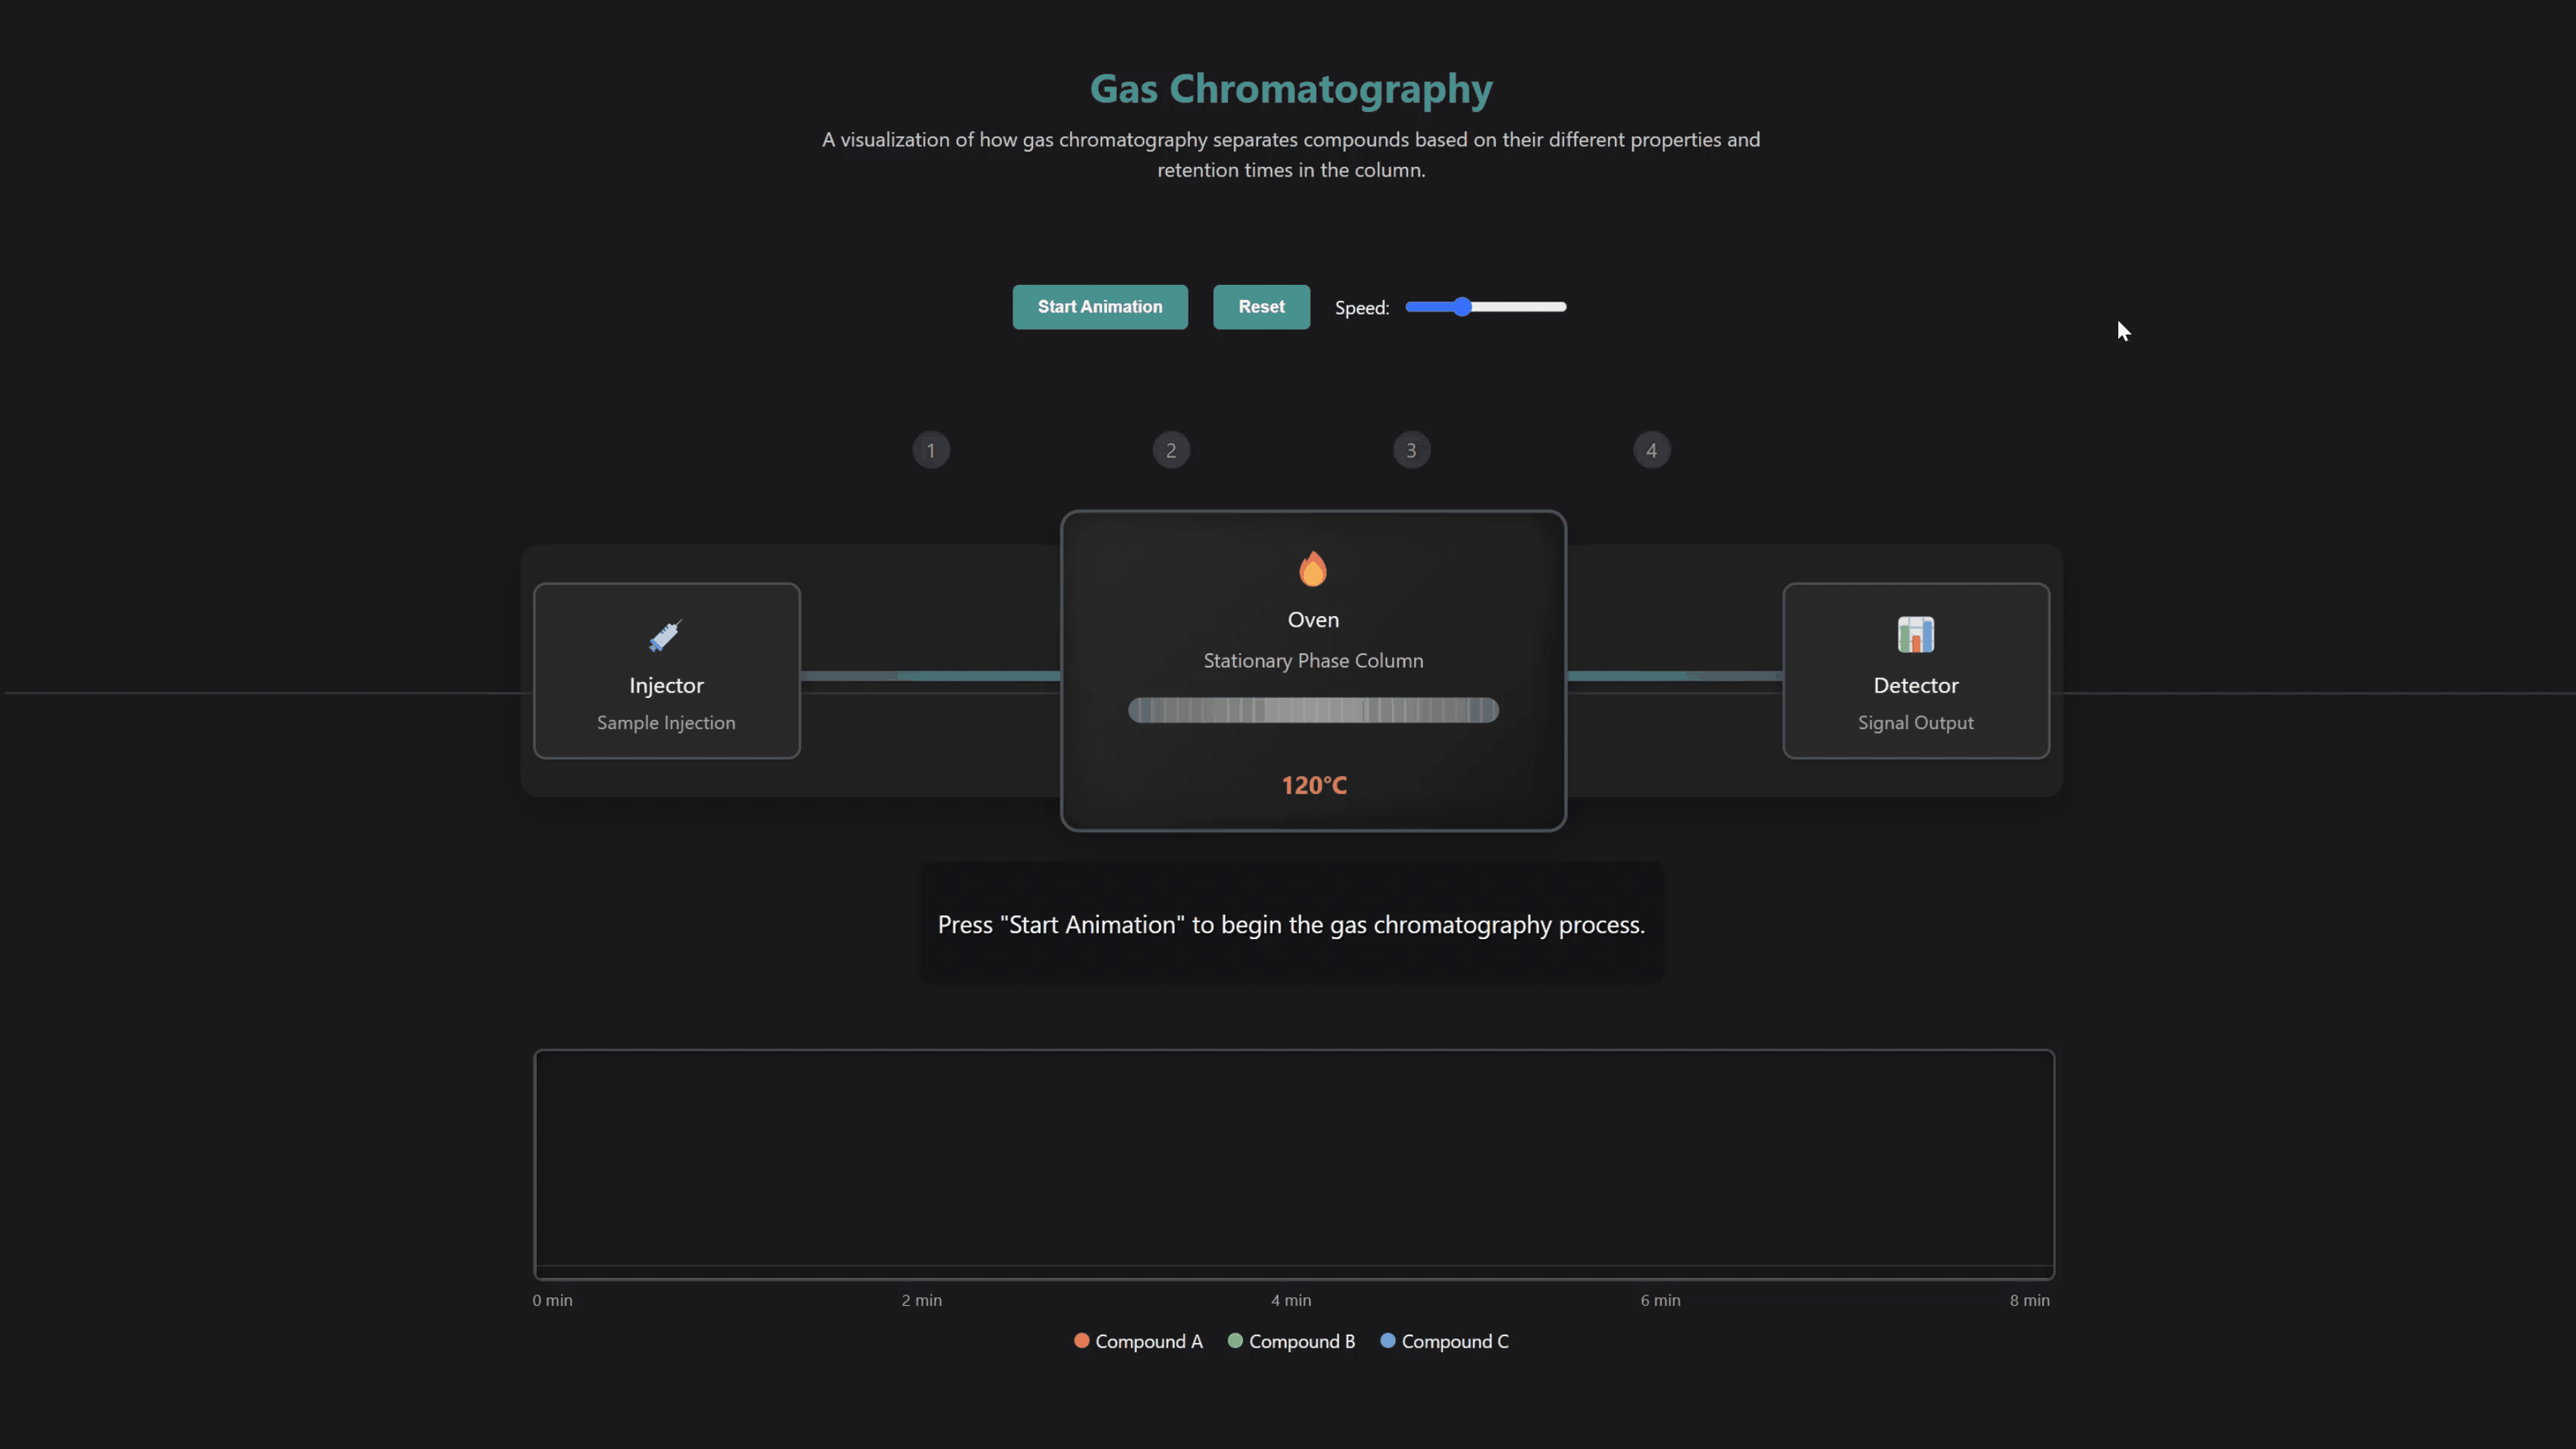 Gas Chromatography
A visualization of how gas chromatography separates compounds based on their different properties and
retention times in the column.
Start Animation
Reset
Speed:
1
2
3
4
Injector
Sample Injection
Oven
Stationary Phase Column
120°C
Detector
Signal Output
Press "Start Animation" to begin the gas chromatography process.
0 min
2 min
4 min
6 min
8 min
Compound A
Compound B
Compound C